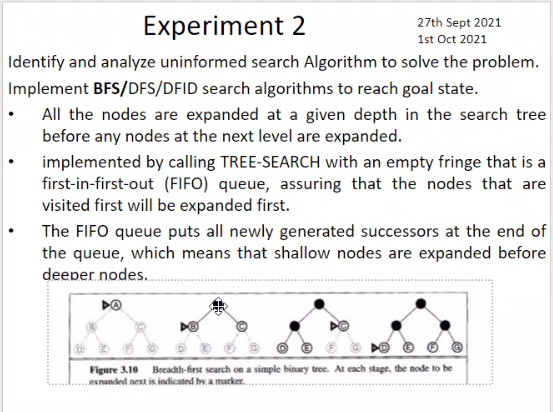 Experiment 2
27th Sept 2021
1st Oct 2021
Identify and analyze uninformed search Algorithm to solve the problem.
Implement BFS/DFS/DFID search algorithms to reach goal state.
• All the nodes are expanded at a given depth in the search tree
before any nodes at the next level are expanded.
• implemented by calling TREE-SEARCH with an empty fringe that is a
first-in-first-out (FIFO) queue, assuring that the nodes that are
visited first will be expanded first.
• The FIFO queue puts all newly generated successors at the end of
the queue, which means that shallow nodes are expanded before
deeper nodes.
A
B C B C C
D E F G D E F G D E F G D E F G
Figure 3.10 Breadth-first search on a simple binary tree. At each stage, the node to be
expanded next is indicated by a marker.